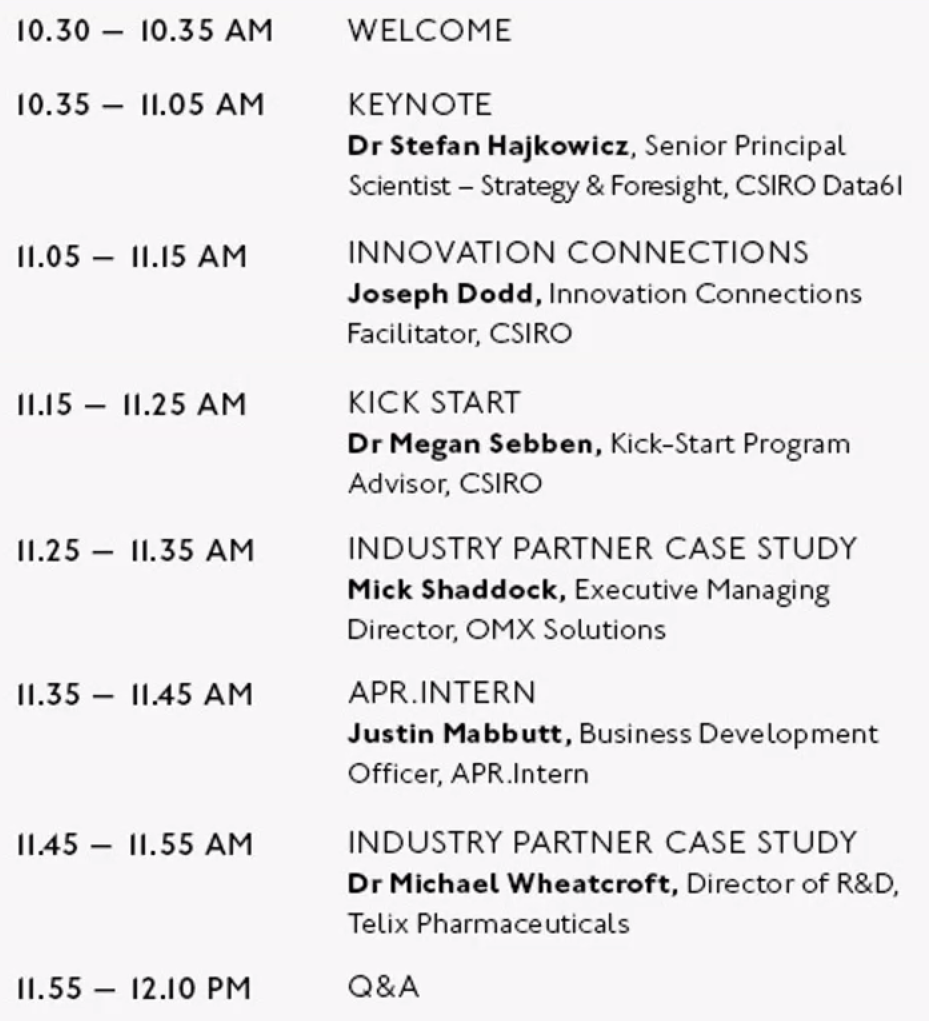 10.30 – 10.35 AM WELCOME
10.35 – 11.05 AM KEYNOTE
Dr Stefan Hajkowicz, Senior Principal
Scientist – Strategy & Foresight, CSIRO Data61
11.05 – 11.15 AM INNOVATION CONNECTIONS
Joseph Dodd, Innovation Connections
Facilitator, CSIRO
11.15 – 11.25 AM KICK START
Dr Megan Sebben, Kick-Start Program
Advisor, CSIRO
11.25 – 11.35 AM INDUSTRY PARTNER CASE STUDY
Mick Shaddock, Executive Managing
Director, OMX Solutions
11.35 – 11.45 AM APR.INTERN
Justin Mabbutt, Business Development
Officer, APR.Intern
11.45 – 11.55 AM INDUSTRY PARTNER CASE STUDY
Dr Michael Wheatcroft, Director of R&D,
Telix Pharmaceuticals
11.55 – 12.10 PM Q&A